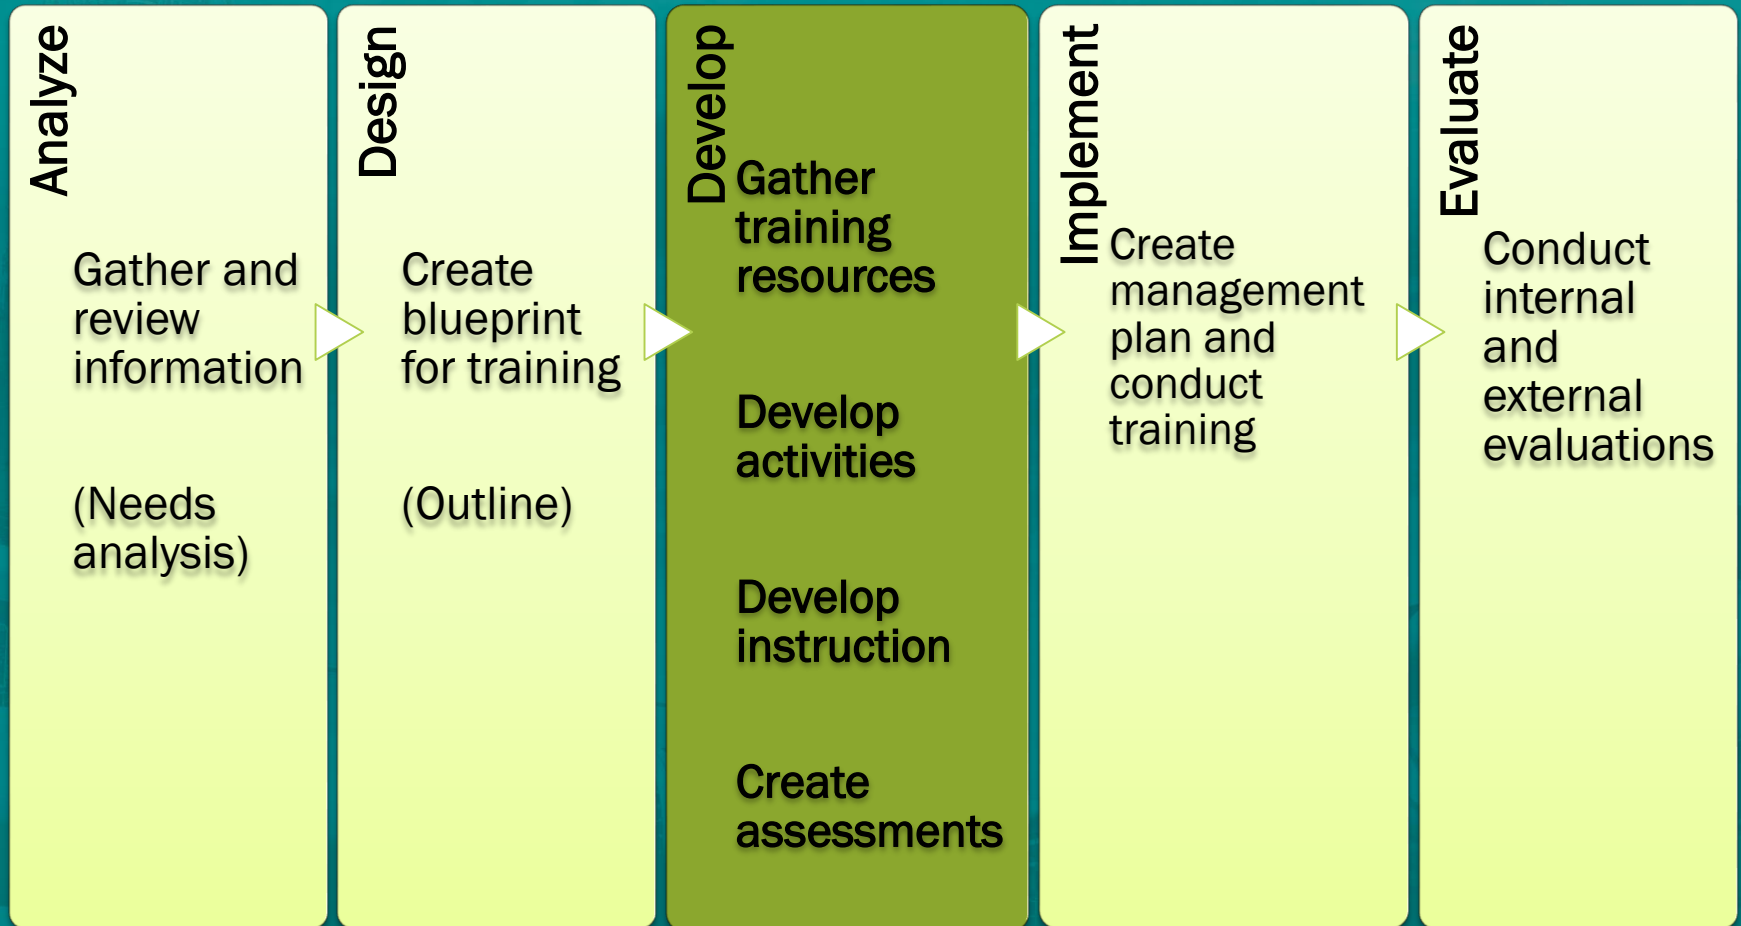 Analyze
Gather and
review
information
(Needs
analysis)
Design
Create
blueprint
for training
(Outline)
Develop
Gather
training
resources
Develop
activities
Develop
instruction
Create
assessments
Implement
Create
management
plan and
conduct
training
Evaluate
Conduct
internal
and
external
evaluations